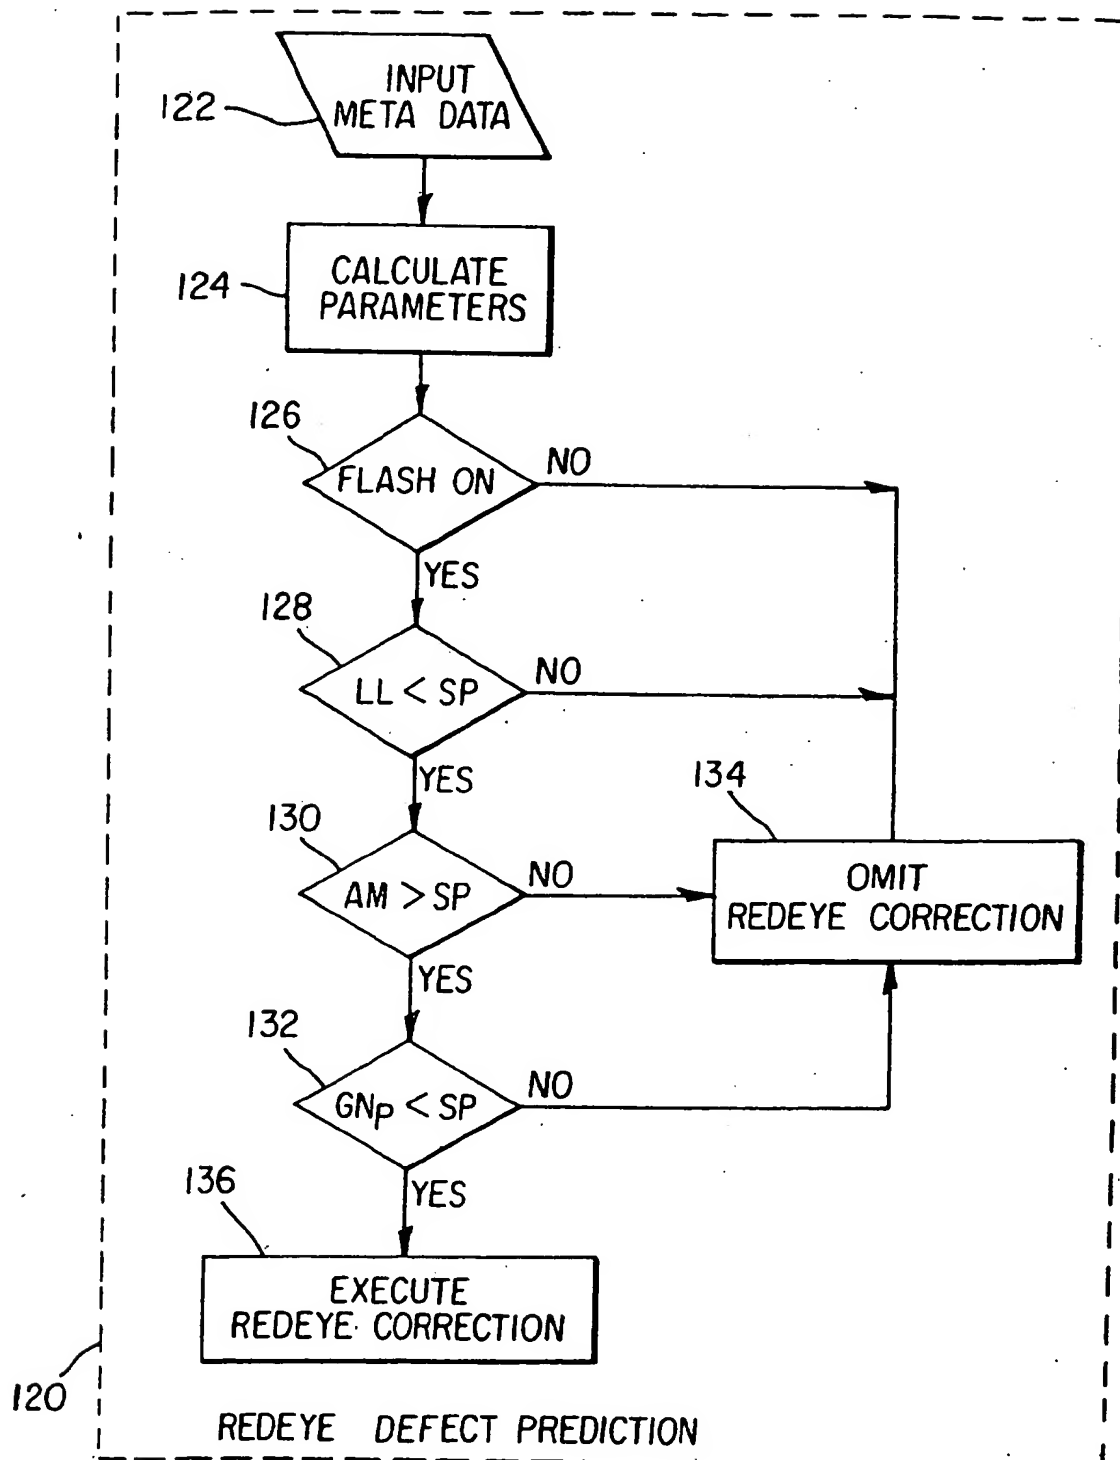 INPUT
META DATA
122
CALCULATE
PARAMETERS
124
126
FLASH ON
NO
YES
128
LL < SP
NO
YES
134
130
AM > SP
NO
OMIT
REDEYE CORRECTION
YES
132
GNp < SP
NO
YES
136
EXECUTE
REDEYE CORRECTION
120
REDEYE DEFECT PREDICTION